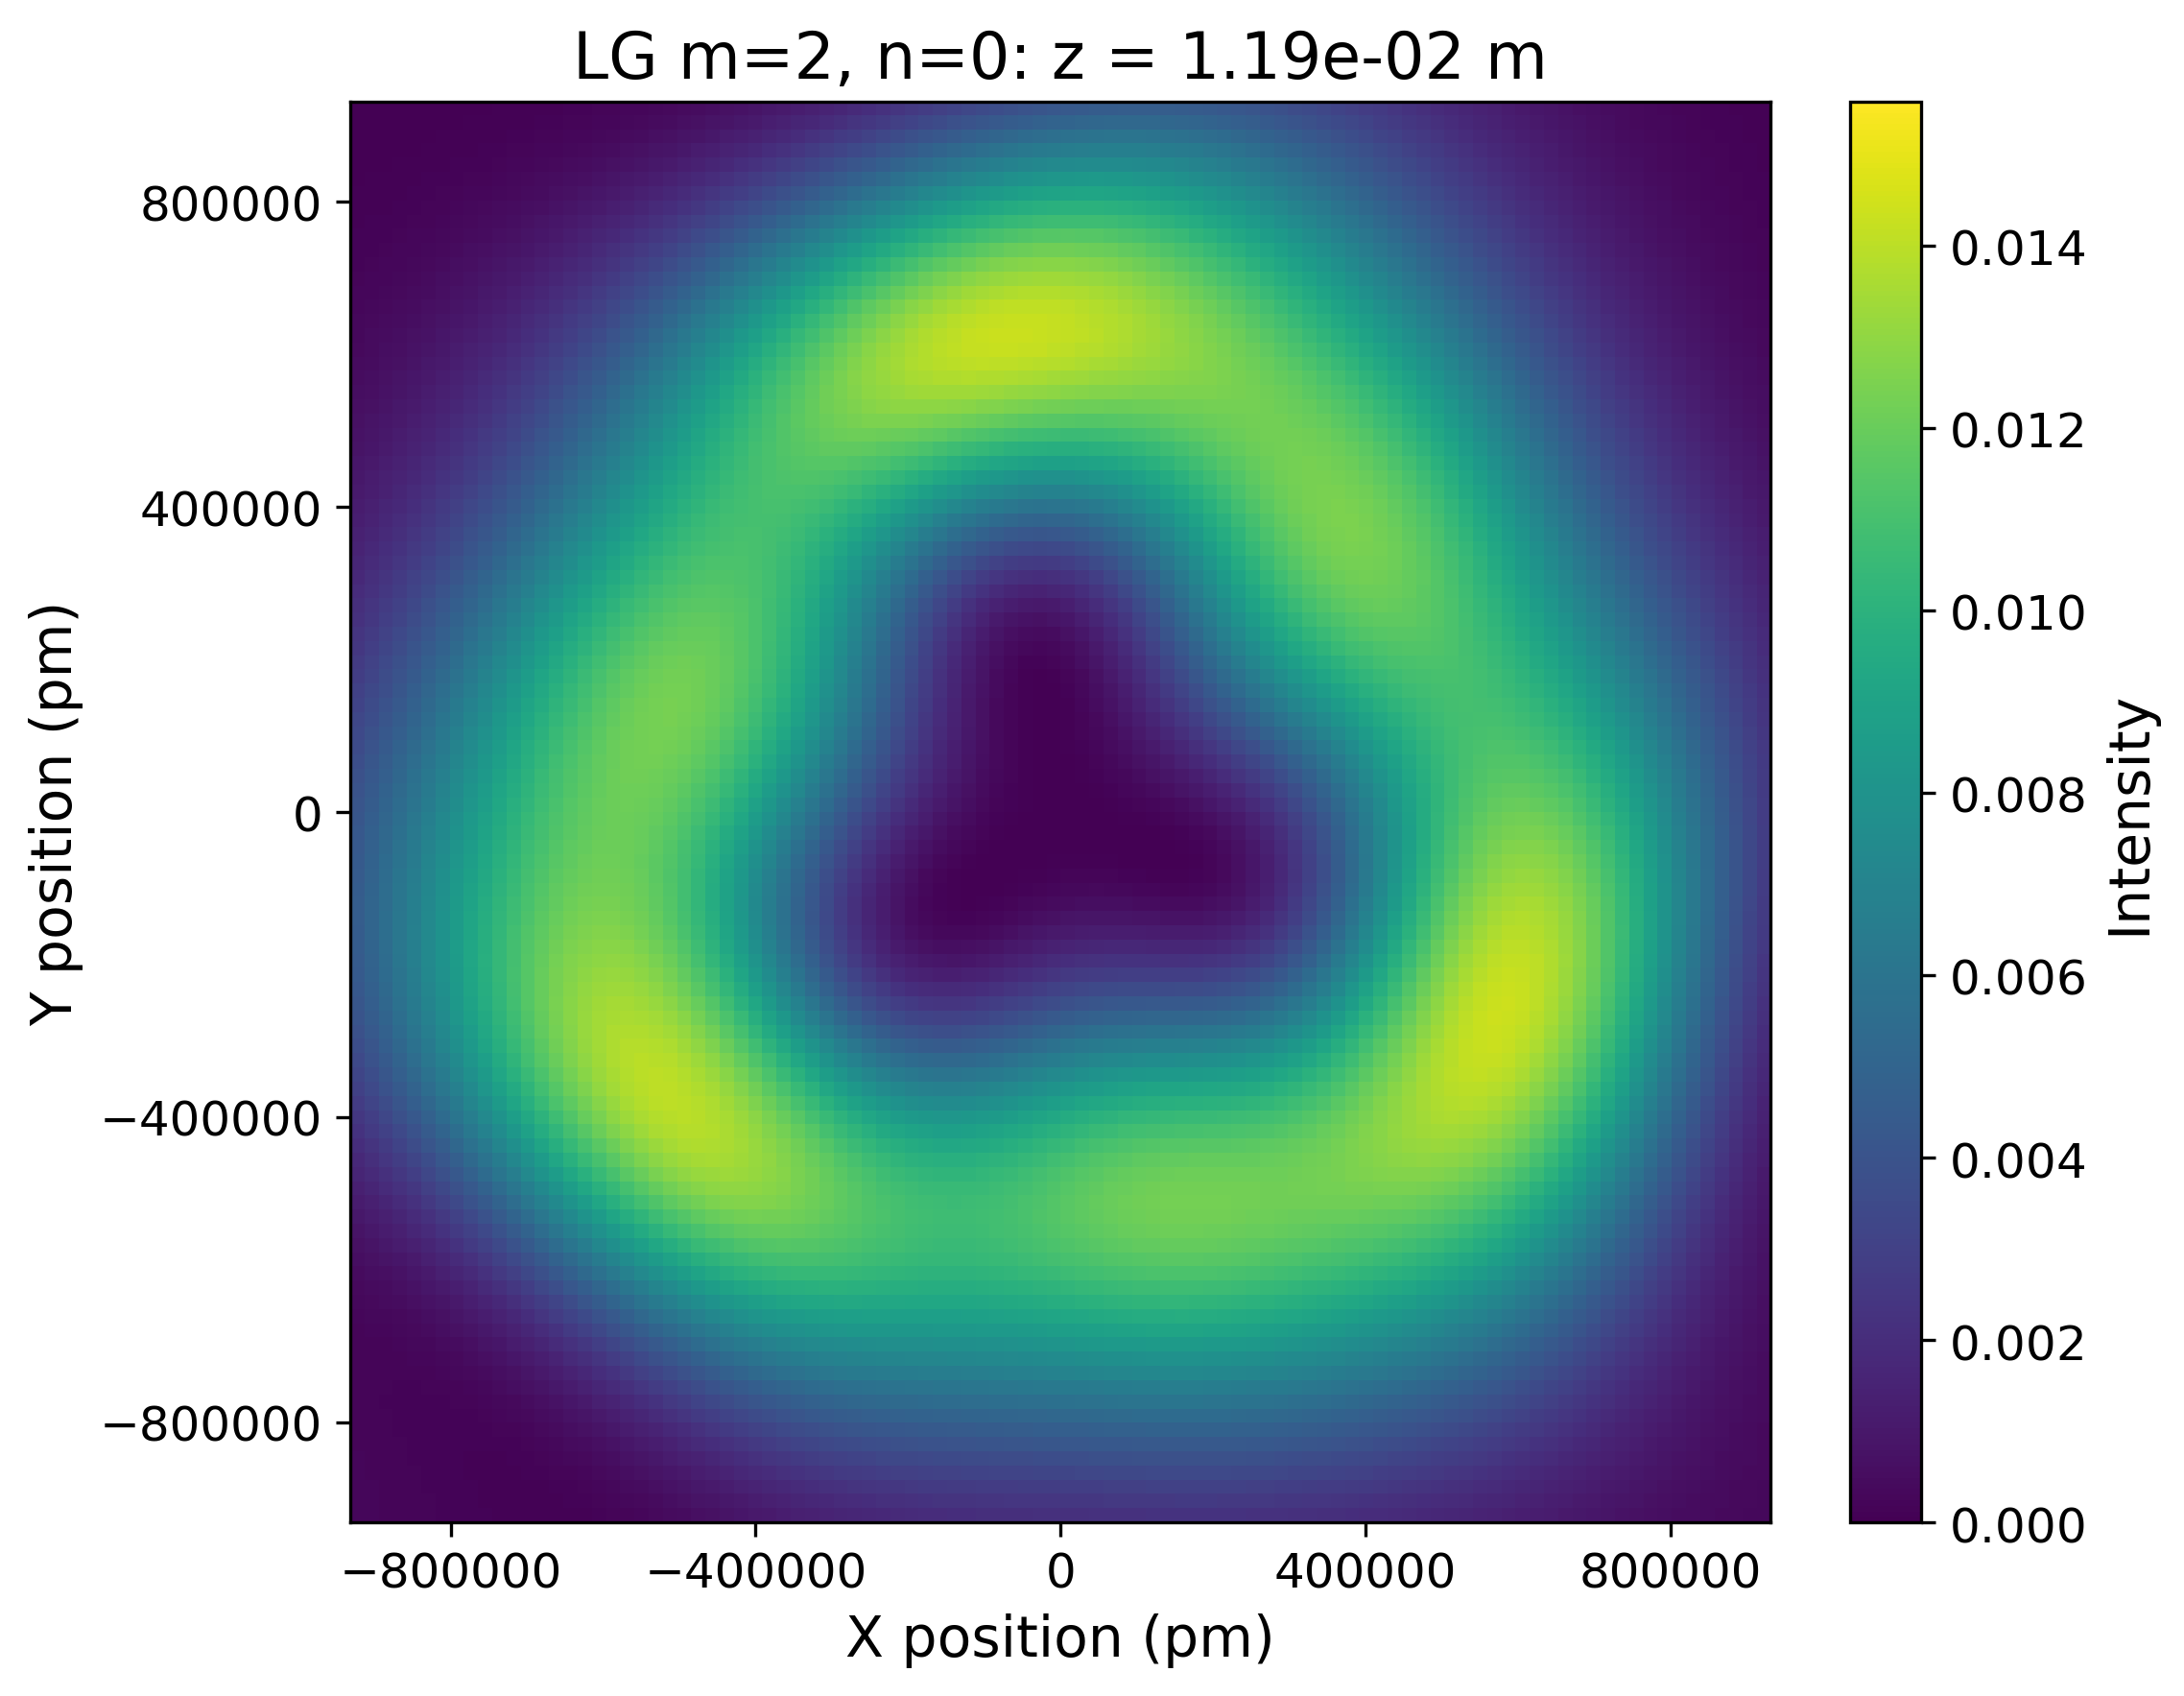 LG m=2, n=0: z = 1.19e-02 m
800000
400000
0
−400000
−800000
Y position (pm)
−800000 −400000 0 400000 800000
X position (pm)
0.014
0.012
0.010
0.008
0.006
0.004
0.002
0.000
Intensity